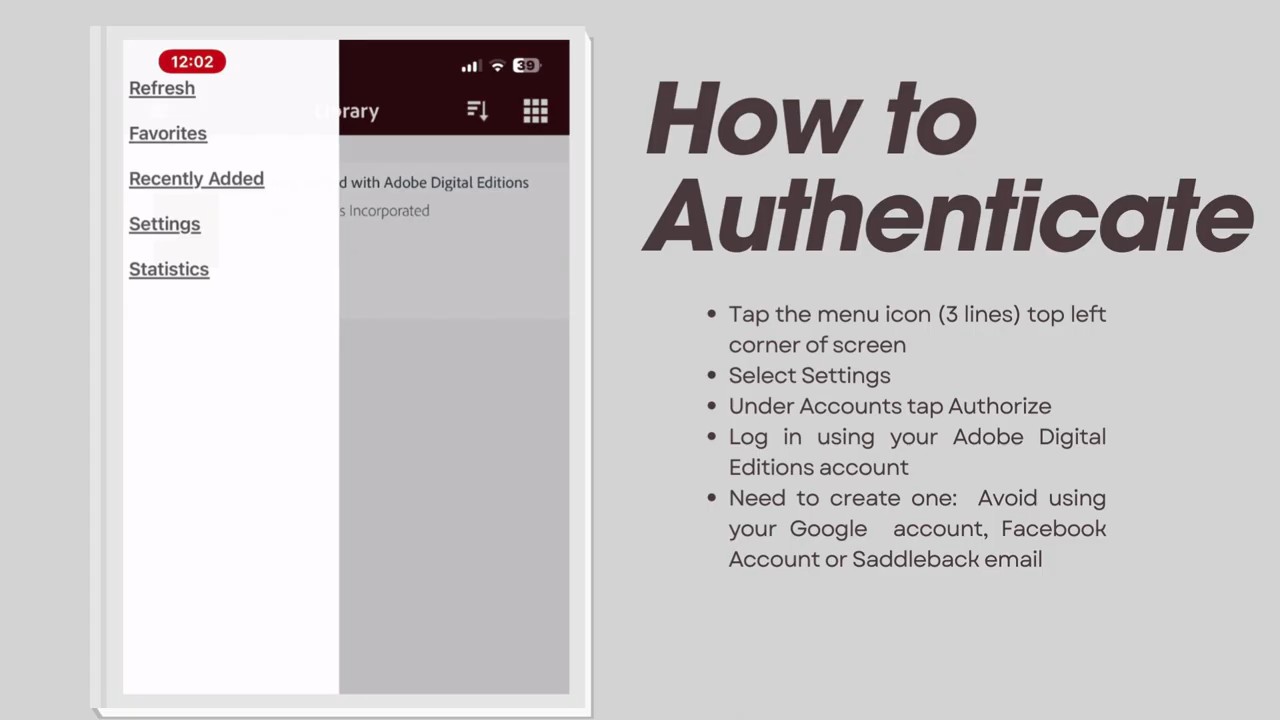 12:02
39
Refresh
Library
Favorites
Recently Added
d with Adobe Digital Editions
s Incorporated
Settings
Statistics
How to
Authenticate
• Tap the menu icon (3 lines) top left
corner of screen
• Select Settings
• Under Accounts tap Authorize
• Log in using your Adobe Digital
Editions account
• Need to create one: Avoid using
your Google account, Facebook
Account or Saddleback email